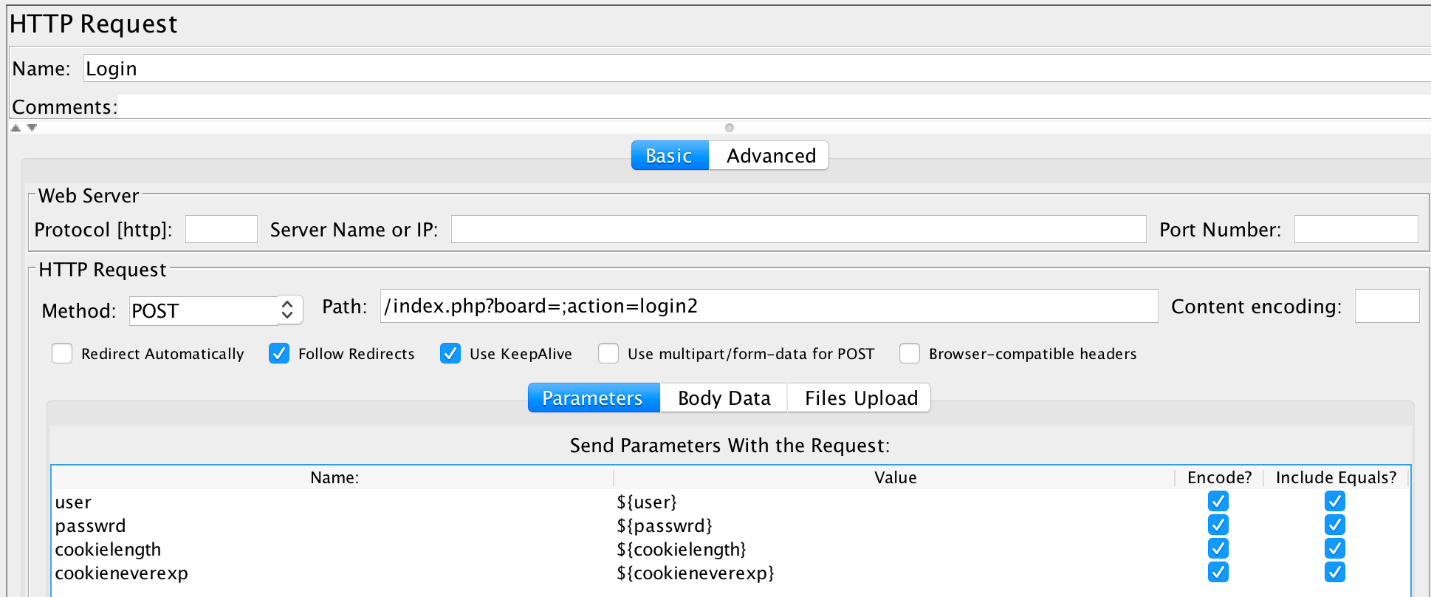 HTTP Request
Name: Login
Comments:
Basic Advanced
Web Server
Protocol [http]: Server Name or IP: Port Number:
HTTP Request
Method: POST Path: /index.php?board=;action=login2 Content encoding:
Redirect Automatically Follow Redirects Use KeepAlive Use multipart/form-data for POST Browser-compatible headers
Parameters Body Data Files Upload
Send Parameters With the Request:
Name: Value Encode? Include Equals?
user ${user}
passwrd ${passwrd}
cookielength ${cookielength}
cookieneverexp ${cookieneverexp}